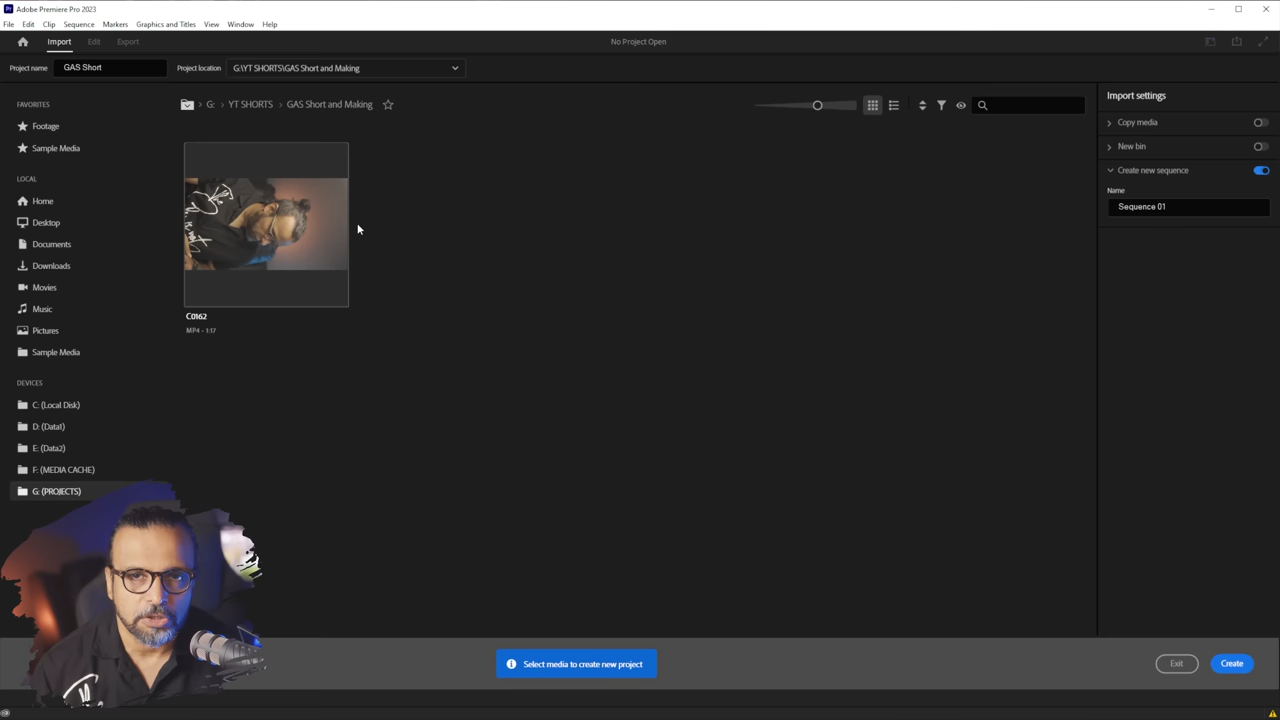 Pr Adobe Premiere Pro 2023
File Edit Clip Sequence Markers Graphics and Titles View Window Help
Import Edit Export No Project Open
Project name GAS Short Project location G:\YT SHORTS\GAS Short and Making
Import settings
FAVORITES
G: > YT SHORTS > GAS Short and Making
Copy media
Footage
New bin
Sample Media
Create new sequence
LOCAL
Name
Home
Sequence 01
Desktop
Documents
Downloads
Movies
Music
C0162
Pictures
MP4 - 1:17
Sample Media
DEVICES
C: (Local Disk)
D: (Data1)
E: (Data2)
F: (MEDIA CACHE)
G: (PROJECTS)
Select media to create new project
Exit
Create